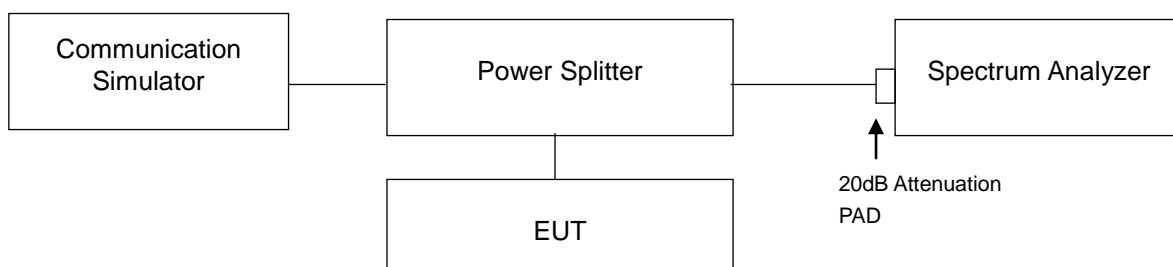 Communication
Simulator
Power Splitter
Spectrum Analyzer
20dB Attenuation
PAD
EUT